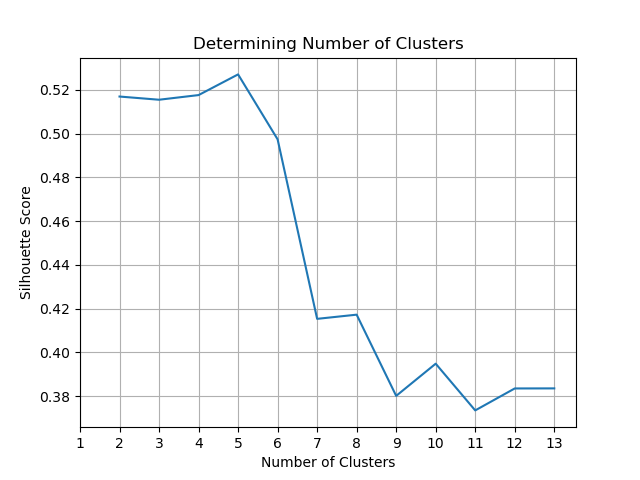 Determining Number of Clusters
Silhouette Score
0.52
0.50
0.48
0.46
0.44
0.42
0.40
0.38
1 2 3 4 5 6 7 8 9 10 11 12 13
Number of Clusters